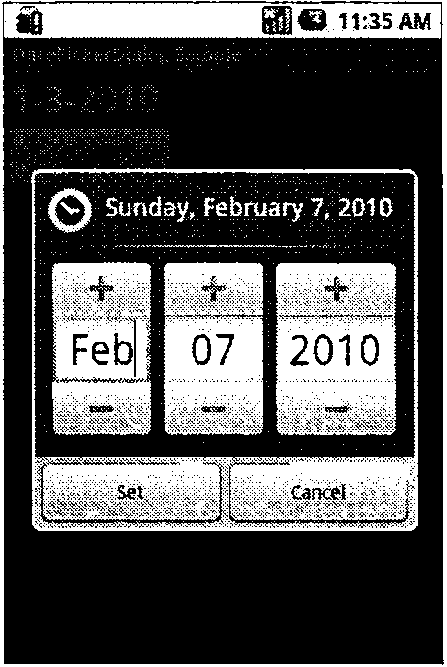 11:35 AM
1-3-2010
Sunday, February 7, 2010
+ + +
Feb 07 2010
- - -
Set Cancel